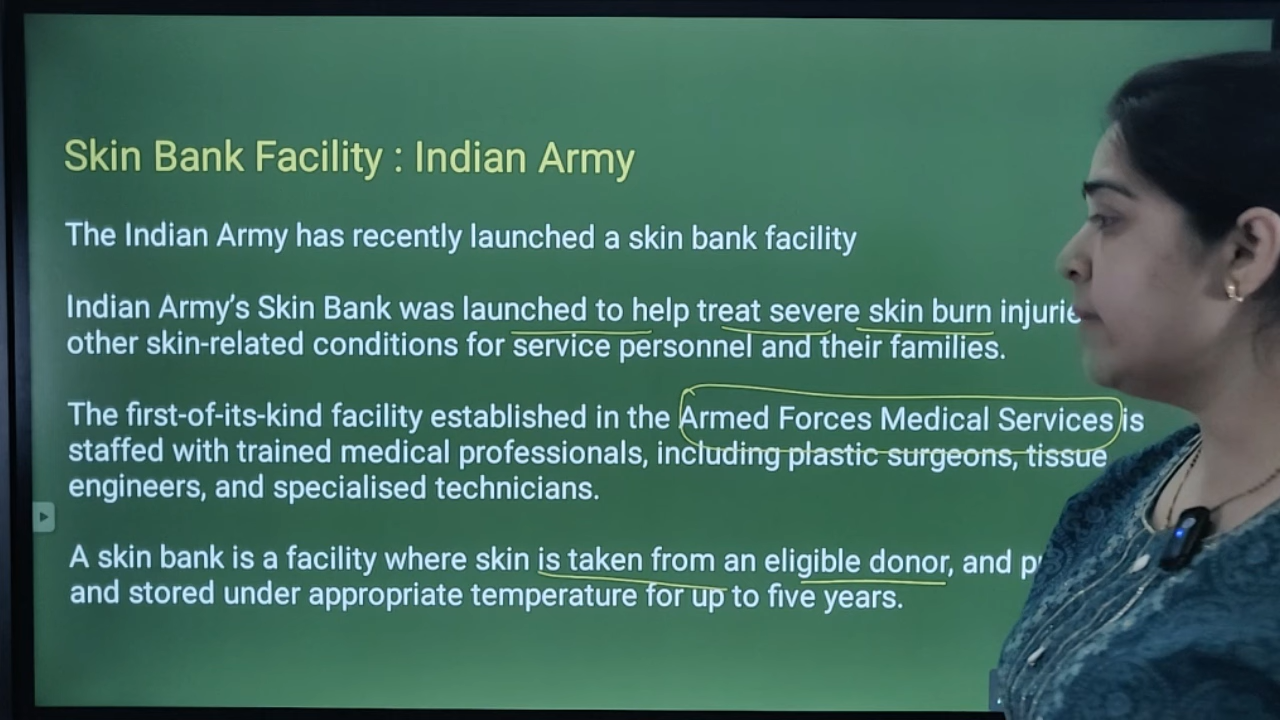 Skin Bank Facility : Indian Army
The Indian Army has recently launched a skin bank facility
Indian Army's Skin Bank was launched to help treat severe skin burn
other skin-related conditions for service personnel and their families.
The first-of-its-kind facility established in the Armed Forces Medical Services is
staffed with trained medical professionals, including plastic surgeons, tissue
engineers, and specialised technicians.
A skin bank is a facility where skin is taken from an eligible donor, and
and stored under appropriate temperature for up to five years.